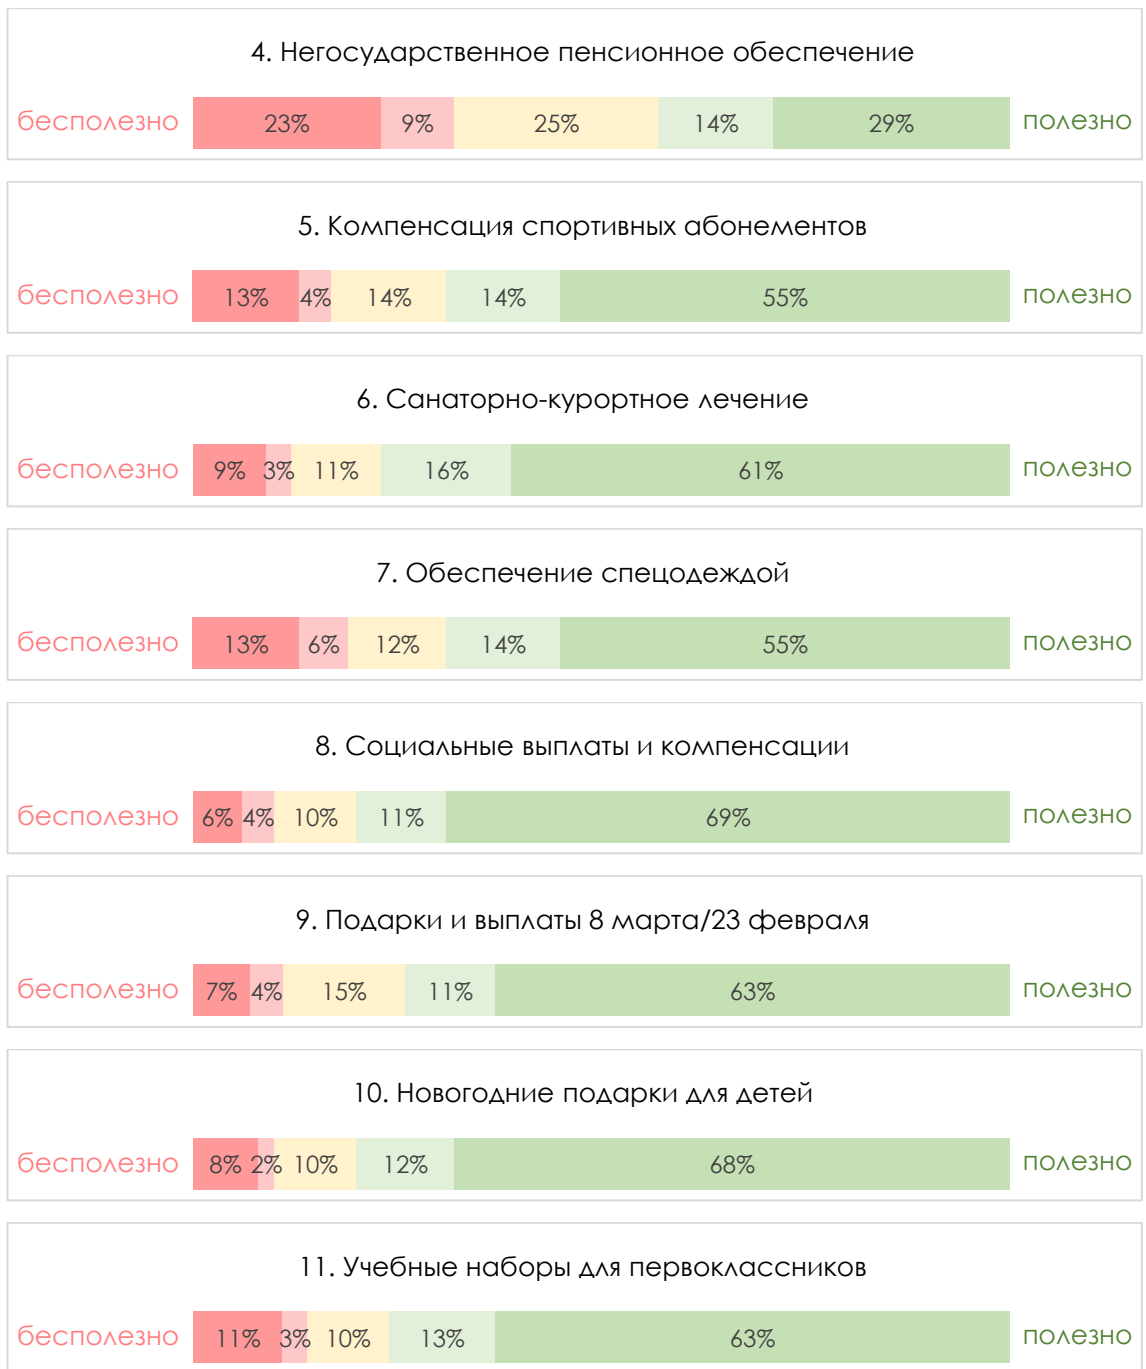 4. Негосударственное пенсионное обеспечение
бесполезно 23% 9% 25% 14% 29% полезно
5. Компенсация спортивных абонементов
бесполезно 13% 4% 14% 14% 55% полезно
6. Санаторно-курортное лечение
бесполезно 9% 3% 11% 16% 61% полезно
7. Обеспечение спецодеждой
бесполезно 13% 6% 12% 14% 55% полезно
8. Социальные выплаты и компенсации
бесполезно 6% 4% 10% 11% 69% полезно
9. Подарки и выплаты 8 марта/23 февраля
бесполезно 7% 4% 15% 11% 63% полезно
10. Новогодние подарки для детей
бесполезно 8% 2% 10% 12% 68% полезно
11. Учебные наборы для первоклассников
бесполезно 11% 3% 10% 13% 63% полезно